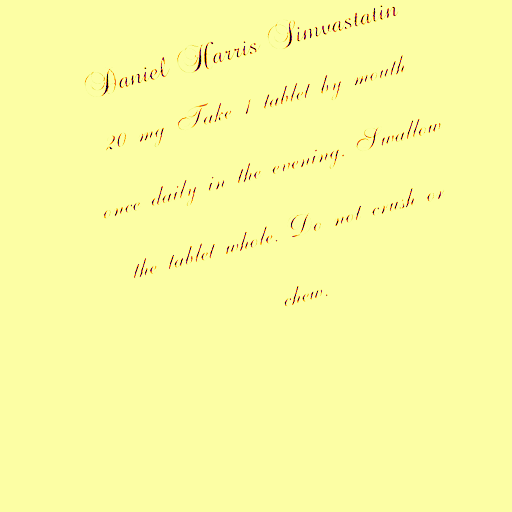 Daniel Harris Simvastatin
20 mg Take 1 tablet by mouth
once daily in the evening. Swallow
the tablet whole. Do not crush or
chew.